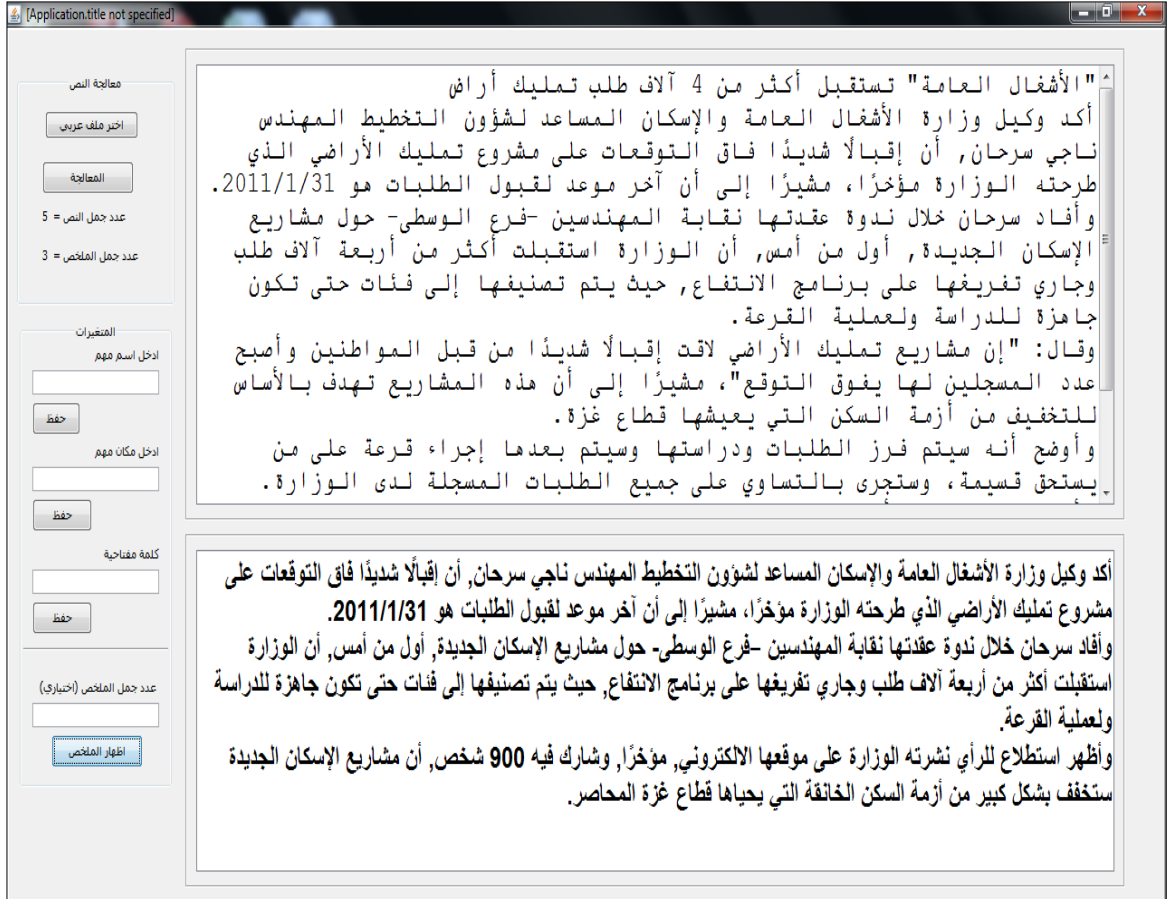 [Application.title not specified]
معالجة النص
اختر ملف عربي
المعالجة
عدد جمل النص = 5
عدد جمل الملخص = 3
المتغيرات
ادخل اسم مهم
حفظ
ادخل مكان مهم
حفظ
كلمة مفتاحية
حفظ
عدد جمل الملخص (اختياري)
اظهار الملخص
"الأشغال العامة" تستقبل أكثر من 4 آلاف طلب تمليك أراض
أكد وكيل وزارة الأشغال العامة والإسكان المساعد لشؤون التخطيط المهندس
ناجي سرحان, أن إقبالًا شديدًا فاق التوقعات على مشروع تمليك الأراضي الذي
طرحته الوزارة مؤخرًا، مشيرًا إلى أن آخر موعد لقبول الطلبات هو 2011/1/31.
وأفاد سرحان خلال ندوة عقدتها نقابة المهندسين –فرع الوسطى- حول مشاريع
الإسكان الجديدة, أول من أمس, أن الوزارة استقبلت أكثر من أربعة آلاف طلب
وجاري تفريغها على برنامج الانتفاع, حيث يتم تصنيفها إلى فئات حتى تكون
جاهزة للدراسة ولعملية القرعة.
وقال: "إن مشاريع تمليك الأراضي لاقت إقبالًا شديدًا من قبل المواطنين وأصبح
عدد المسجلين لها يفوق التوقع"، مشيرًا إلى أن هذه المشاريع تهدف بالأساس
للتخفيف من أزمة السكن التي يعيشها قطاع غزة.
وأوضح أنه سيتم فرز الطلبات ودراستها وسيتم بعدها إجراء قرعة على من
يستحق قسيمة، وستجرى بالتساوي على جميع الطلبات المسجلة لدى الوزارة.
أكد وكيل وزارة الأشغال العامة والإسكان المساعد لشؤون التخطيط المهندس ناجي سرحان, أن إقبالًا شديدًا فاق التوقعات على
مشروع تمليك الأراضي الذي طرحته الوزارة مؤخرًا، مشيرًا إلى أن آخر موعد لقبول الطلبات هو 2011/1/31.
وأفاد سرحان خلال ندوة عقدتها نقابة المهندسين –فرع الوسطى- حول مشاريع الإسكان الجديدة, أول من أمس, أن الوزارة
استقبلت أكثر من أربعة آلاف طلب وجاري تفريغها على برنامج الانتفاع, حيث يتم تصنيفها إلى فئات حتى تكون جاهزة للدراسة
ولعملية القرعة.
وأظهر استطلاع للرأي نشرته الوزارة على موقعها الالكتروني, مؤخرًا, وشارك فيه 900 شخص, أن مشاريع الإسكان الجديدة
ستخفف بشكل كبير من أزمة السكن الخانقة التي يحياها قطاع غزة المحاصر.